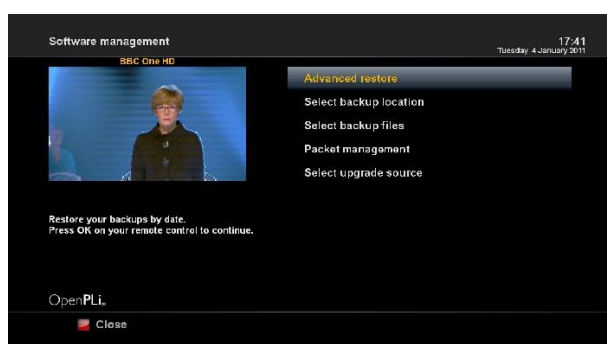 Software management
17:41
Tuesday 4 January 2011
BBC One HD
Advanced restore
Select backup location
Select backup files
Packet management
Select upgrade source
Restore your backups by date.
Press OK on your remote control to continue.
OpenPLi®
Close